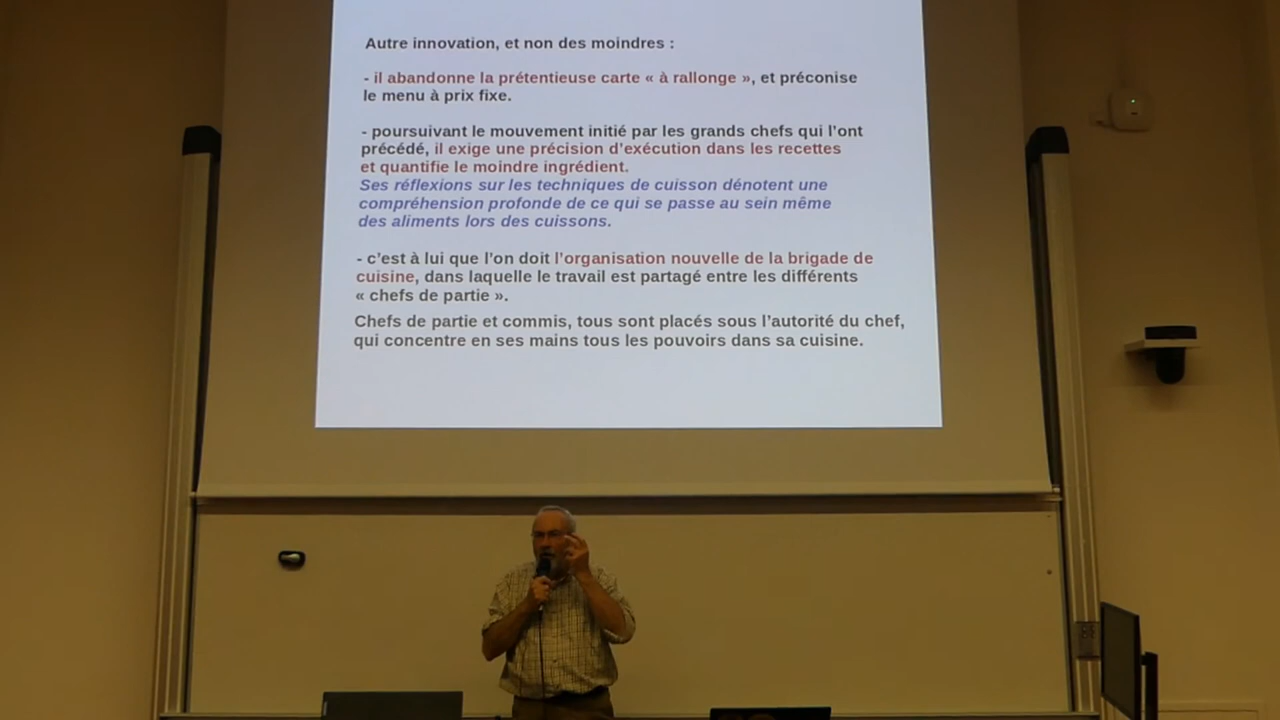 Autre innovation, et non des moindres :
- il abandonne la prétentieuse carte « à rallonge », et préconise
le menu à prix fixe.
- poursuivant le mouvement initié par les grands chefs qui l’ont
précédé, il exige une précision d’exécution dans les recettes
et quantifie le moindre ingrédient.
Ses réflexions sur les techniques de cuisson dénotent une
compréhension profonde de ce qui se passe au sein même
des aliments lors des cuissons.
- c’est à lui que l’on doit l’organisation nouvelle de la brigade de
cuisine, dans laquelle le travail est partagé entre les différents
« chefs de partie ».
Chefs de partie et commis, tous sont placés sous l’autorité du chef,
qui concentre en ses mains tous les pouvoirs dans sa cuisine.